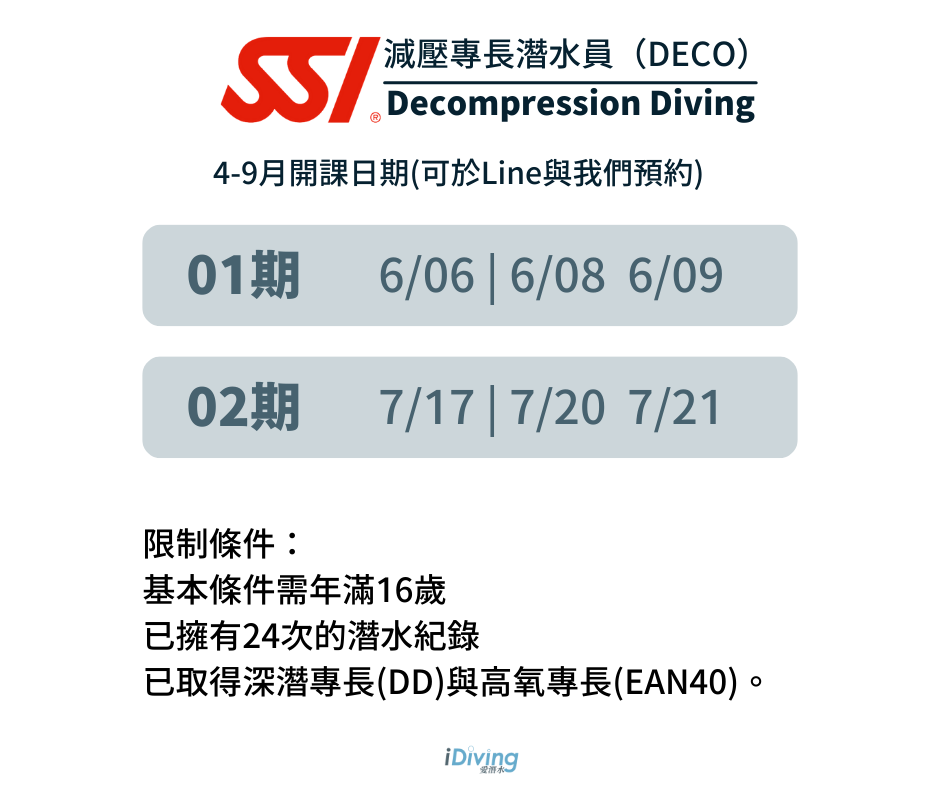 SSI® 減壓專長潛水員（DECO）
Decompression Diving
4-9月開課日期(可於Line與我們預約)
01期 6/06 | 6/08 6/09
02期 7/17 | 7/20 7/21
限制條件：
基本條件需年滿16歲
已擁有24次的潛水紀錄
已取得深潛專長(DD)與高氧專長(EAN40)。
iDiving
愛潛水